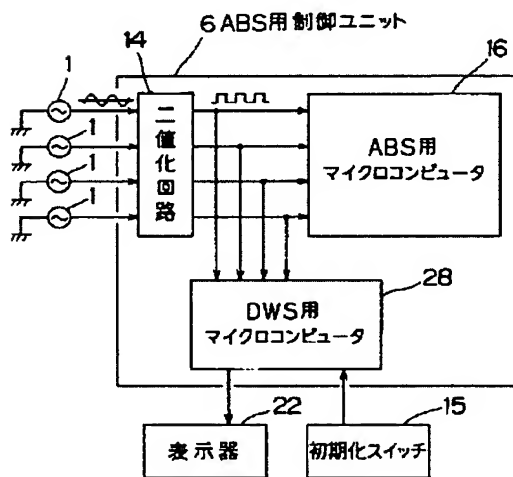 6 ABS用制御ユニット
14
16
1
1
1
1
二値化回路
ABS用
マイクロコンピュータ
28
DWS用
マイクロコンピュータ
22
15
表示器
初期化スイッチ